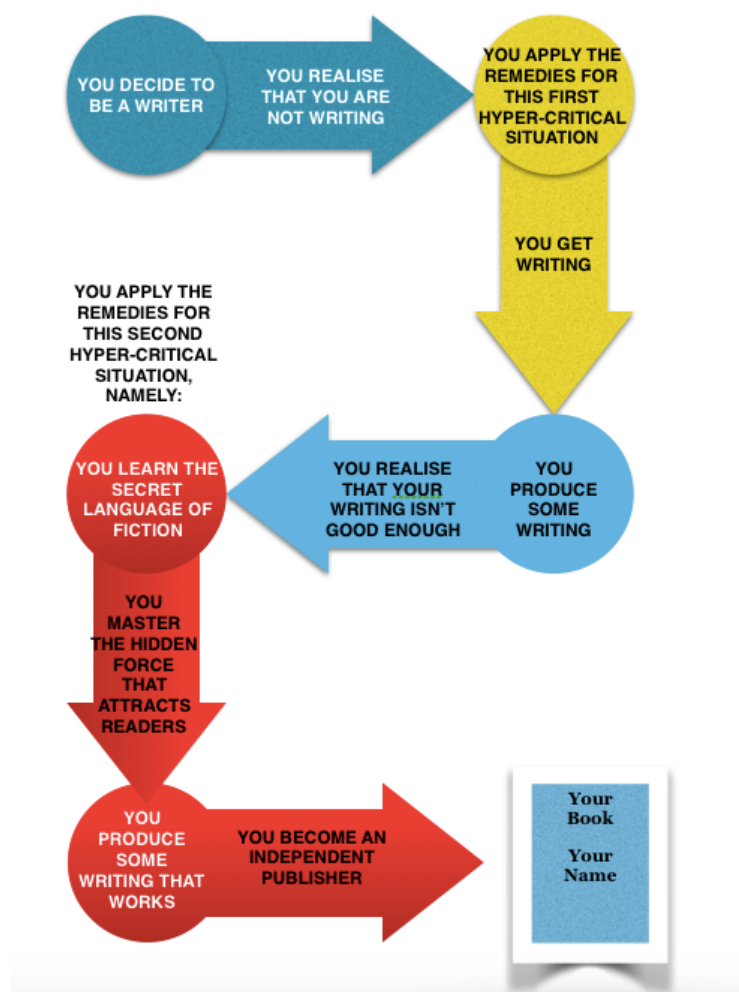 YOU DECIDE TO
BE A WRITER
YOU REALISE
THAT YOU ARE
NOT WRITING
YOU APPLY THE
REMEDIES FOR
THIS FIRST
HYPER-CRITICAL
SITUATION
YOU GET
WRITING
YOU PRODUCE
SOME
WRITING
YOU REALISE
THAT YOUR
WRITING ISN'T
GOOD ENOUGH
YOU APPLY THE
REMEDIES FOR
THIS SECOND
HYPER-CRITICAL
SITUATION,
NAMELY:
YOU LEARN THE
SECRET
LANGUAGE OF
FICTION
YOU
MASTER
THE HIDDEN
FORCE
THAT
ATTRACTS
READERS
YOU
PRODUCE
SOME
WRITING THAT
WORKS
YOU BECOME AN
INDEPENDENT
PUBLISHER
Your
Book
Your
Name